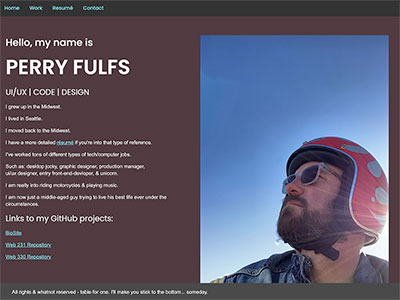 Home Work Resumé Contact
Hello, my name is
PERRY FULFS
UI/UX | CODE | DESIGN
I grew up in the Midwest.
I lived in Seattle.
I moved back to the Midwest.
I have a more detailed résumé if you're into that type of reference.
I've worked tons of different types of tech/computer jobs.
Such as: desktop jocky, graphic designer, production manager,
ui/ux designer, entry front-end-devloper, & unicorn.
I am really into riding motorcycles & playing music.
I am now just a middle-aged guy trying to live his best life ever under the
circumstances.
Links to my GitHub projects:
BioSite
Web 231 Repository
Web 330 Repository
All rights & whatnot reserved - table for one. I'll make you stick to the bottom... someday.